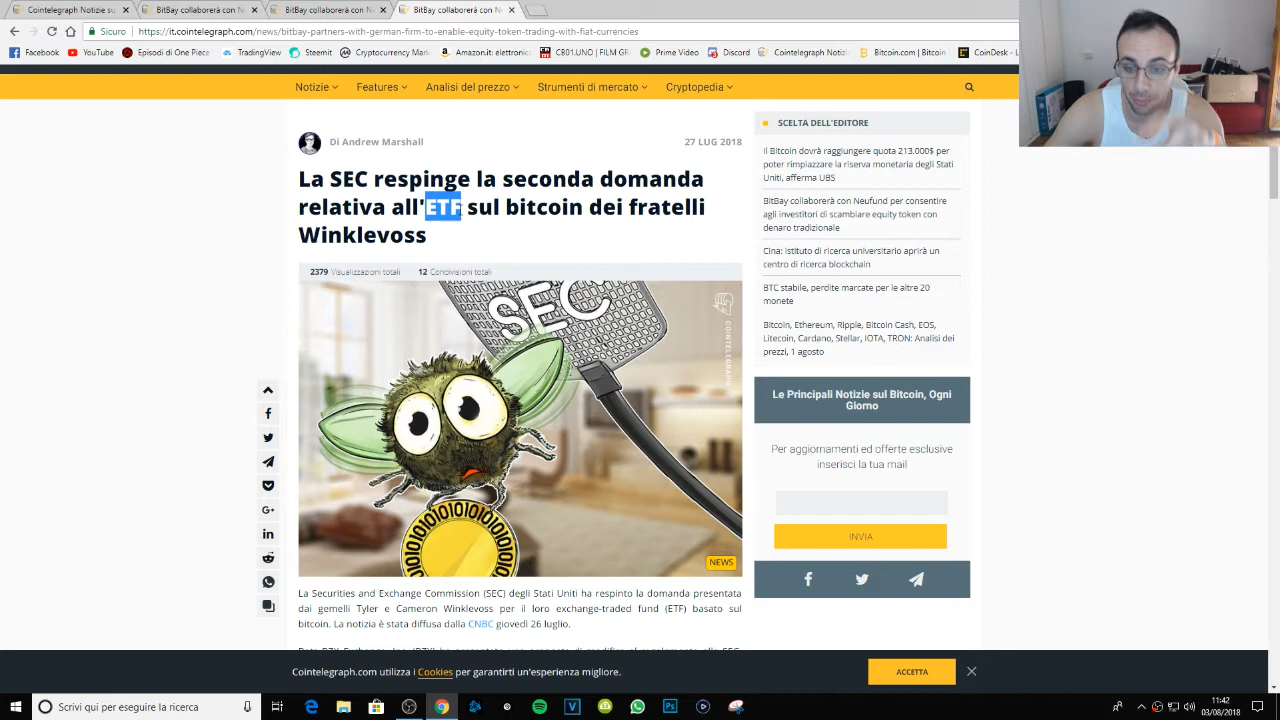 Cointelegraph Notizie su
BitBay collaborerà con N
BitBay collaborerà con N
BitBay collaborerà con N
Sicuro
https://it.cointelegraph.com/news/bitbay-partners-with-german-firm-to-enable-equity-token-trading-with-fiat-currencies
Facebook
YouTube
Episodi di One Piece
TradingView
Steemit
Cryptocurrency Mark
Amazon.it: elettronic
CB01.UNO | FILM GR
Prime Video
Discord
Cointelegraph Notizie
Bitcoin.com | Bitcoin
CoinDesk - L
Notizie
Features
Analisi del prezzo
Strumenti di mercato
Cryptopedia
Di Andrew Marshall
27 LUG 2018
La SEC respinge la seconda domanda
relativa all'ETF sul bitcoin dei fratelli
Winklevoss
2379 Visualizzazioni totali
12 Condivisioni totali
SEC
COINTELEGRAPH
NEWS
La Securities and Exchange Commission (SEC) degli Stati Uniti ha respinto la domanda presentata
dai gemelli Tyler e Cameron Winklevoss per il loro exchange-traded fund (ETF) basato sul
bitcoin. La notizia è stata diffusa dalla CNBC giovedì 26 luglio.
SCELTA DELL'EDITORE
Il Bitcoin dovrà raggiungere quota 213.000$ per
poter rimpiazzare la riserva monetaria degli Stati
Uniti, afferma UBS
BitBay collaborerà con Neufund per consentire
agli investitori di scambiare equity token con
denaro tradizionale
Cina: istituto di ricerca universitario aprirà un
centro di ricerca blockchain
BTC stabile, perdite marcate per le altre 20
monete
Bitcoin, Ethereum, Ripple, Bitcoin Cash, EOS,
Litecoin, Cardano, Stellar, IOTA, TRON: Analisi dei
prezzi, 1 agosto
Le Principali Notizie sul Bitcoin, Ogni
Giorno
Per aggiornamenti ed offerte esclusive
inserisci la tua mail
INVIA
Cointelegraph.com utilizza i Cookies per garantirti un'esperienza migliore.
ACCETTA
Scrivi qui per eseguire la ricerca
11:42
03/08/2018